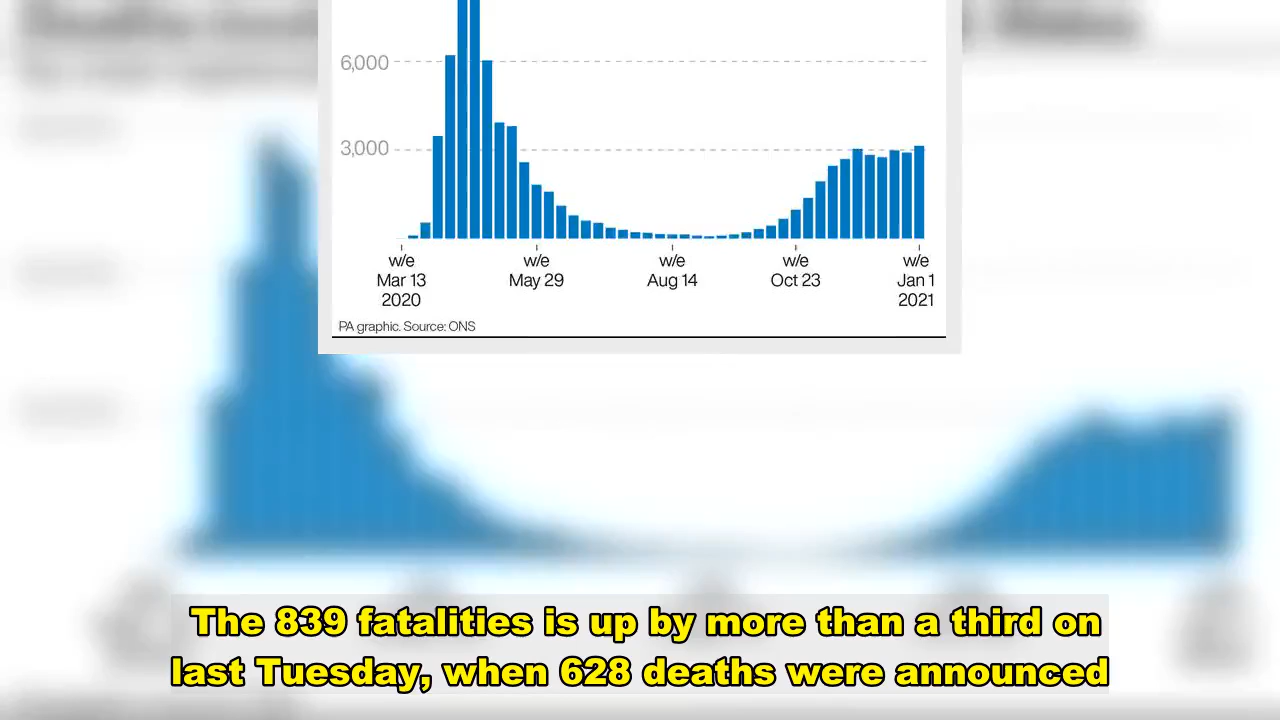 6,000
3,000
w/e w/e w/e w/e w/e
Mar 13 May 29 Aug 14 Oct 23 Jan 1
2020 2021
PA graphic. Source: ONS
The 839 fatalities is up by more than a third on
last Tuesday, when 628 deaths were announced